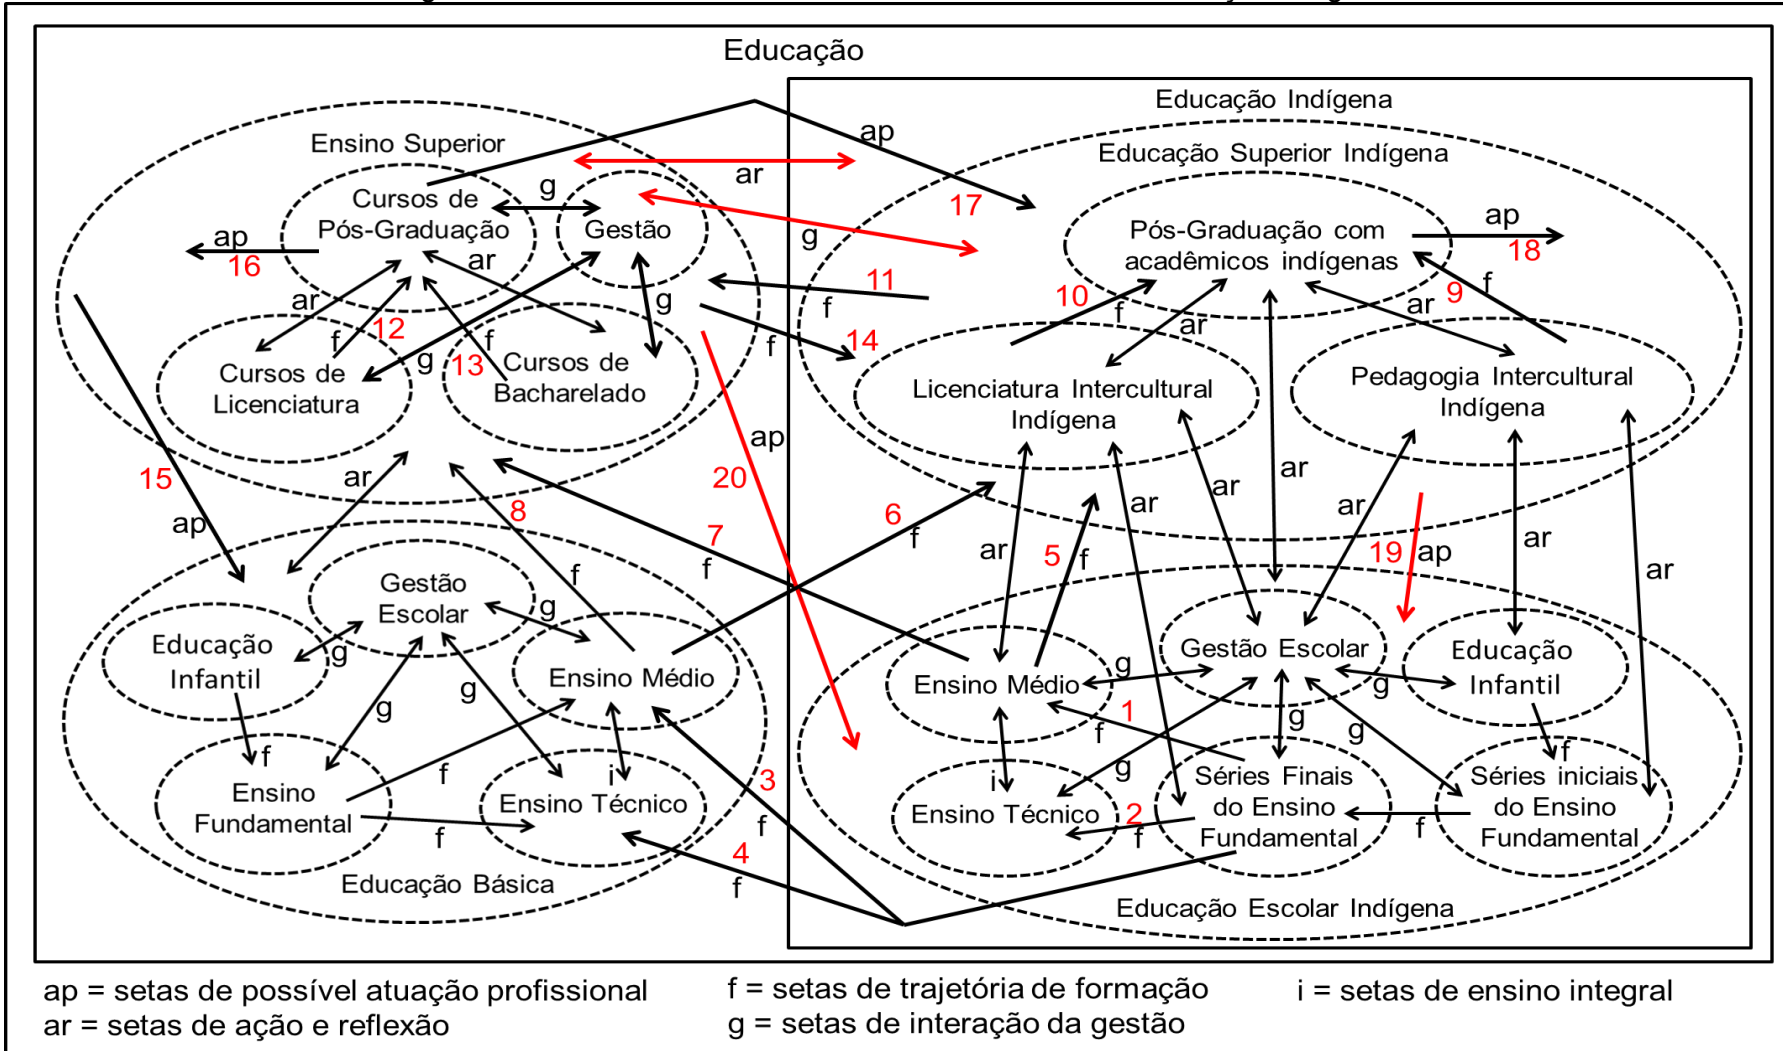 Educação
Educação Indígena
Ensino Superior
Educação Superior Indígena
ap
ar
17
g
Cursos de
Pós-Graduação
Gestão
g
Pós-Graduação com
acadêmicos indígenas
ap
18
ap
16
ar
g
11
f
10
f
ar
ar
9
f
ar
f
12
g
13
f
f
14
Cursos de
Licenciatura
Cursos de
Bacharelado
Licenciatura Intercultural
Indígena
Pedagogia Intercultural
Indígena
ap
20
15
ap
ar
8
f
7
f
6
f
ar
5
f
ar
ar
ar
ar
19
ap
ar
ar
Gestão
Escolar
g
Educação
Infantil
g
g
g
Ensino Médio
f
f
f
i
Ensino
Fundamental
Ensino Técnico
Educação Básica
3
f
4
f
Gestão Escolar
Educação
Infantil
Ensino Médio
g
g
1
f
g
g
g
f
i
Ensino Técnico
2
f
Séries Finais
do Ensino
Fundamental
f
Séries iniciais
do Ensino
Fundamental
Educação Escolar Indígena
ap = setas de possível atuação profissional
ar = setas de ação e reflexão
f = setas de trajetória de formação
g = setas de interação da gestão
i = setas de ensino integral